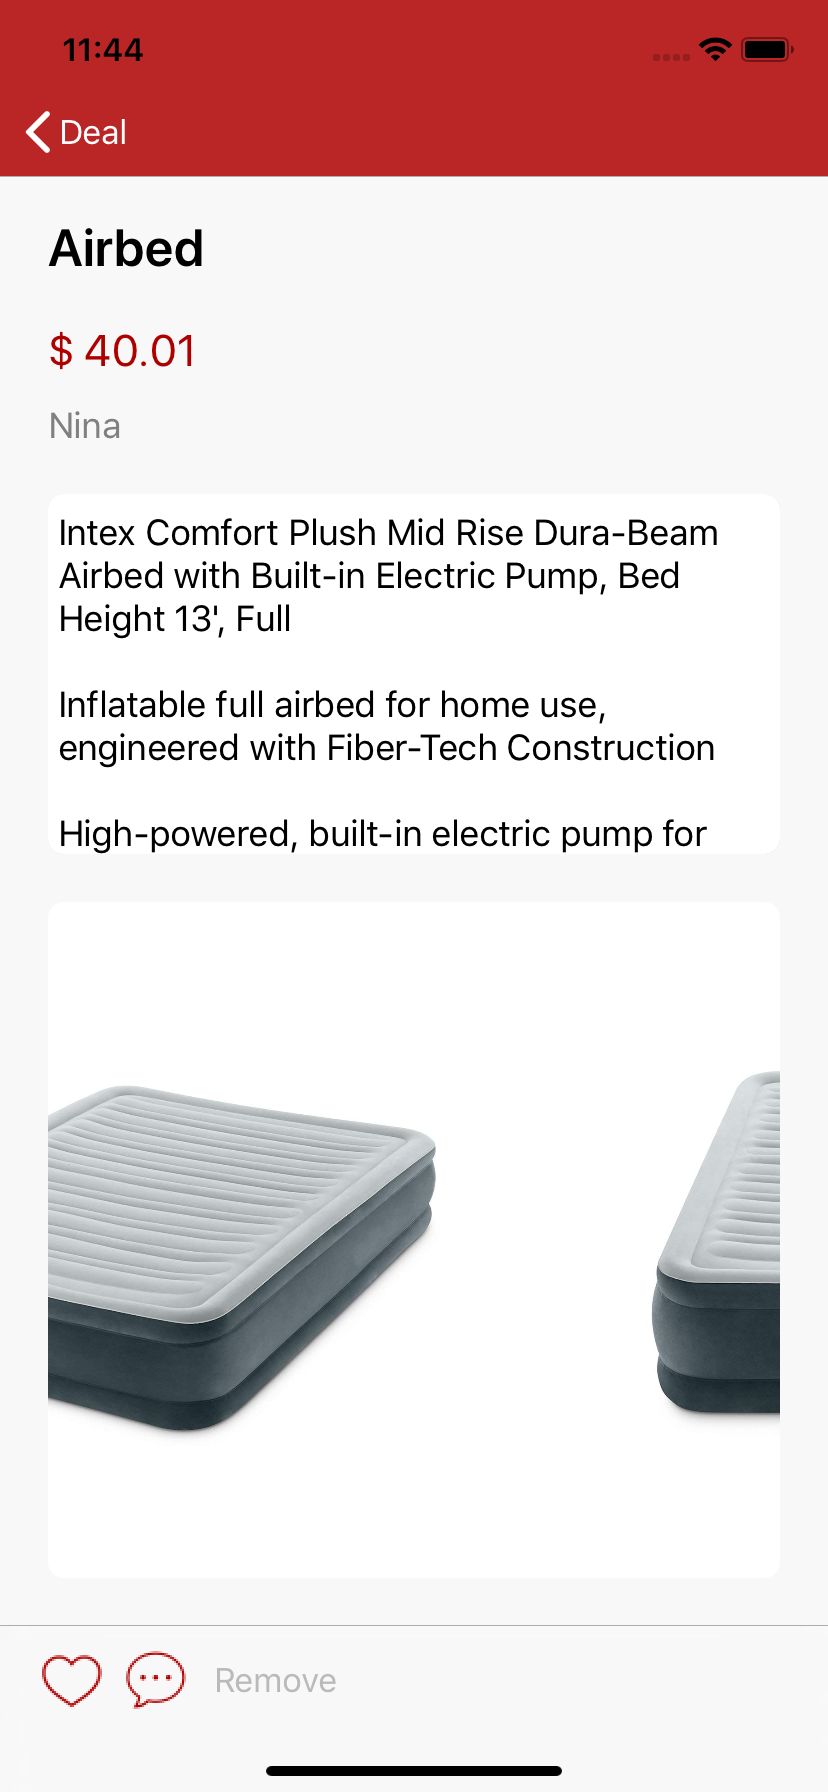 11:44
Deal
Airbed
$ 40.01
Nina
Intex Comfort Plush Mid Rise Dura-Beam
Airbed with Built-in Electric Pump, Bed
Height 13', Full
Inflatable full airbed for home use,
engineered with Fiber-Tech Construction
High-powered, built-in electric pump for
Remove